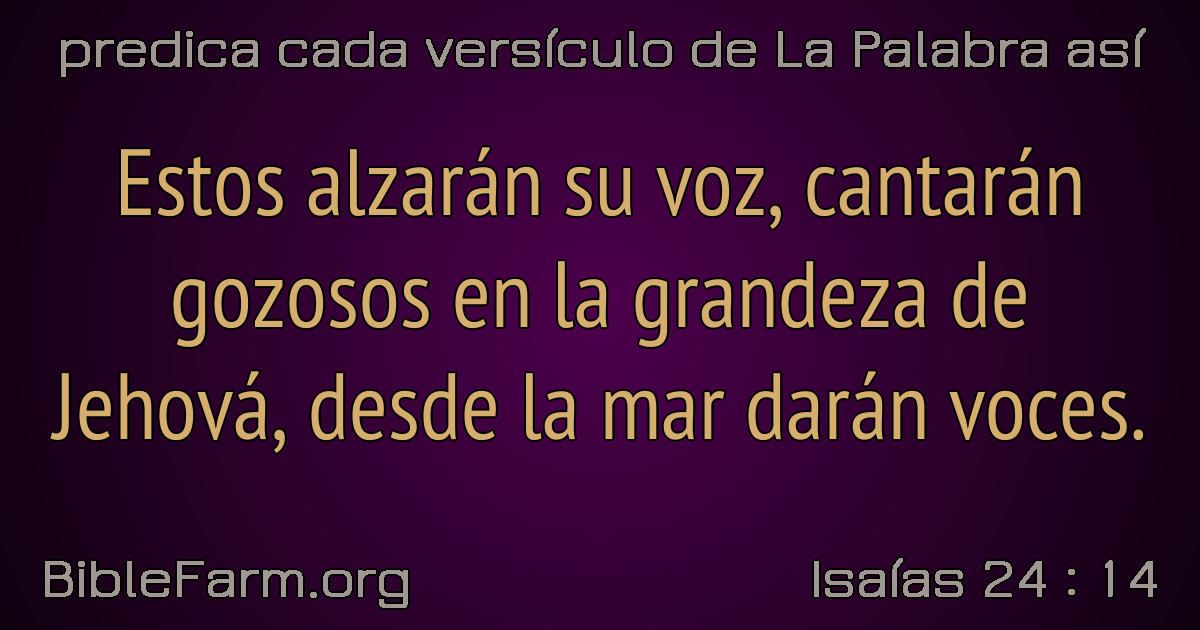 predica cada versículo de La Palabra así
Estos alzarán su voz, cantarán
gozosos en la grandeza de
Jehová, desde la mar darán voces.
BibleFarm.org
Isaías 24 : 14